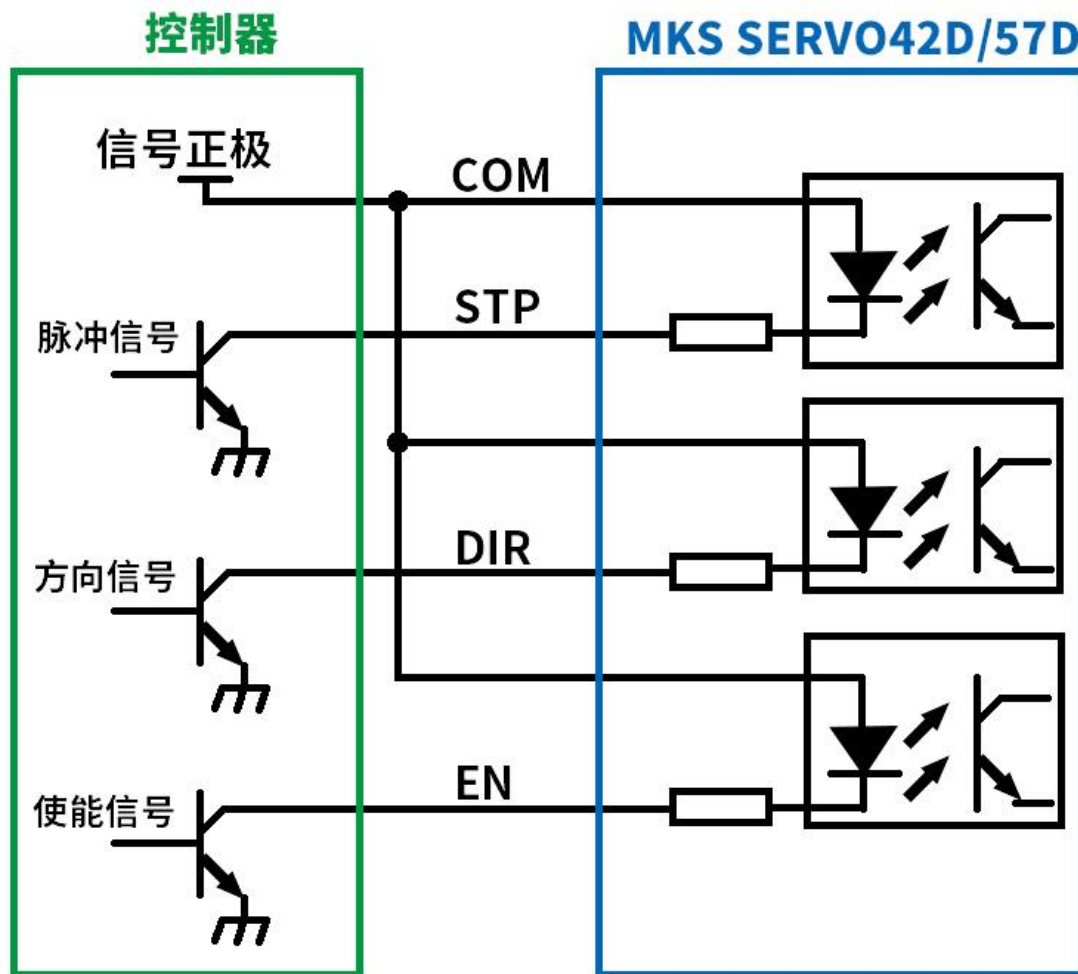 控制器
MKS SERVO42D/57D
信号正极
COM
脉冲信号
STP
方向信号
DIR
使能信号
EN